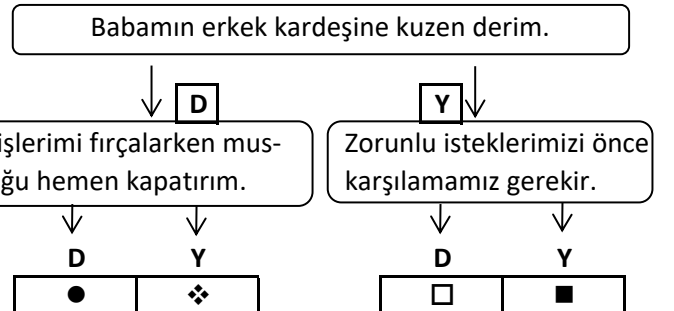 Babamın erkek kardeşine kuzen derim.
D Y
işlerimi fırçalarken mus-
ğu hemen kapatırım.
Zorunlu isteklerimizi önce
karşılamamız gerekir.
D Y D Y